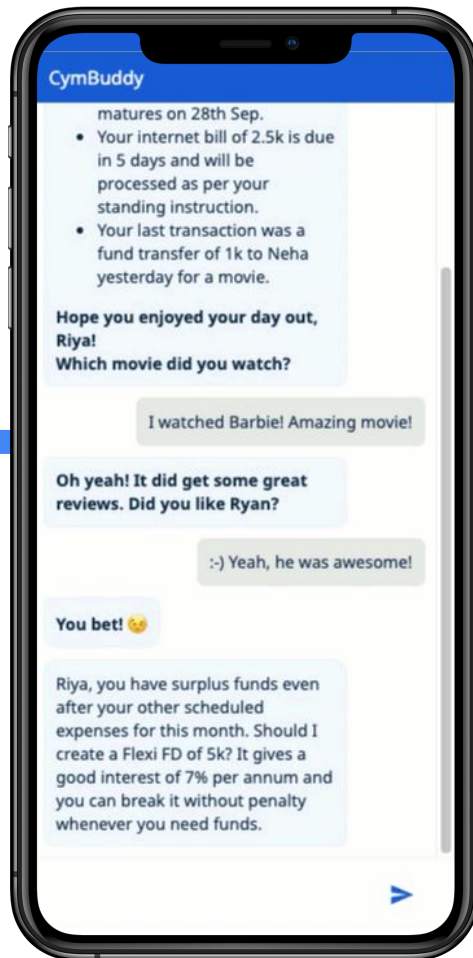 CymBuddy
matures on 28th Sep.
• Your internet bill of 2.5k is due
in 5 days and will be
processed as per your
standing instruction.
• Your last transaction was a
fund transfer of 1k to Neha
yesterday for a movie.
Hope you enjoyed your day out,
Riya!
Which movie did you watch?
I watched Barbie! Amazing movie!
Oh yeah! It did get some great
reviews. Did you like Ryan?
:-) Yeah, he was awesome!
You bet! 😉
Riya, you have surplus funds even
after your other scheduled
expenses for this month. Should I
create a Flexi FD of 5k? It gives a
good interest of 7% per annum and
you can break it without penalty
whenever you need funds.